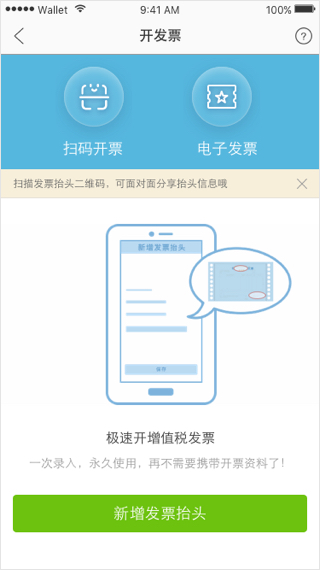 Wallet 9:41 AM 100%
开发票
?
扫码开票 电子发票
扫描发票抬头二维码，可面对面分享抬头信息哦
新增发票抬头
保存
极速开增值税发票
一次录入，永久使用，再不需要携带开票资料了！
新增发票抬头